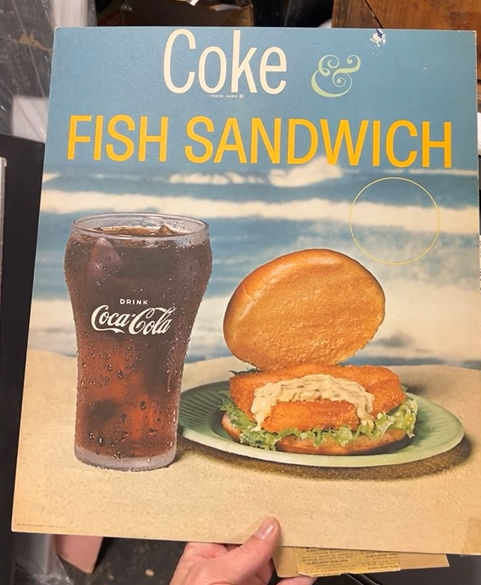 Coke &
TRADE-MARK ®
FISH SANDWICH
DRINK
Coca-Cola